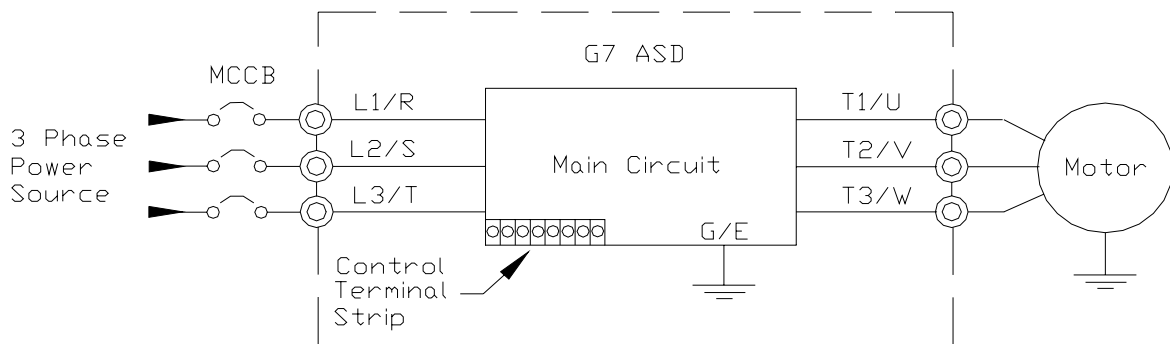 G7 ASD
MCCB
3 Phase
Power
Source
L1/R
L2/S
L3/T
Main Circuit
G/E
Control
Terminal
Strip
T1/U
T2/V
T3/W
Motor